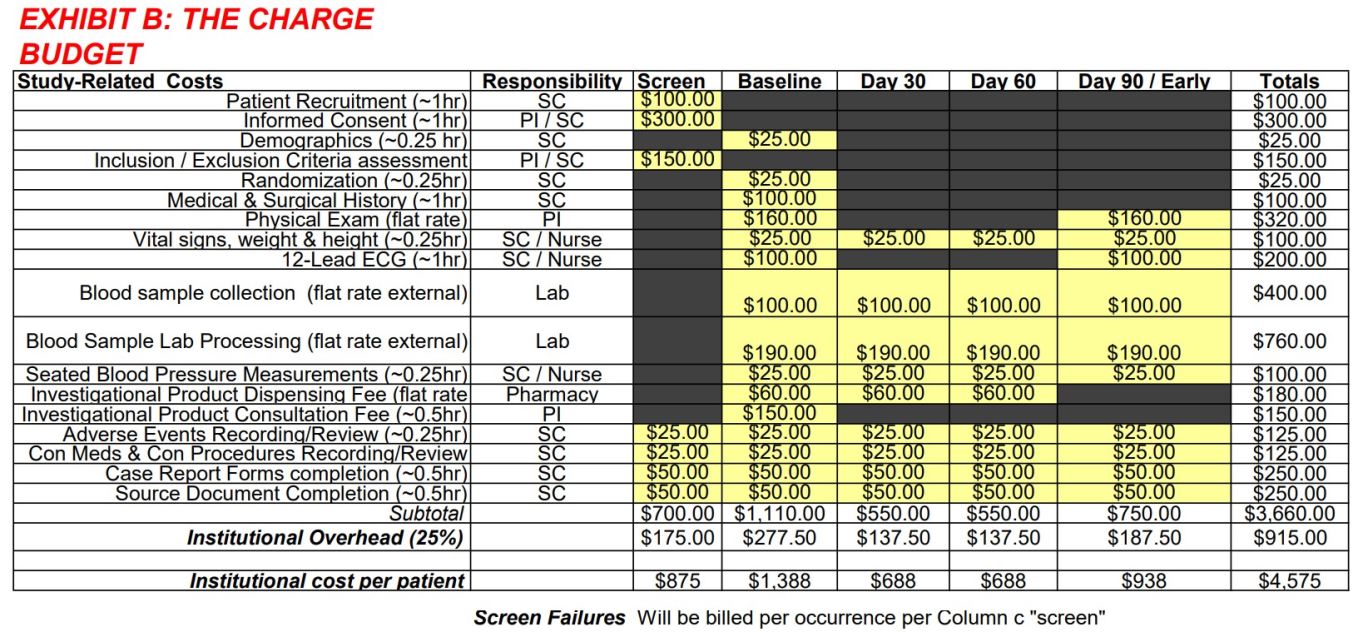 EXHIBIT B: THE CHARGE
BUDGET
Study-Related Costs Responsibility Screen Baseline Day 30 Day 60 Day 90 / Early Totals
Patient Recruitment (~1hr) SC $100.00 $100.00
Informed Consent (~1hr) PI / SC $300.00 $300.00
Demographics (~0.25 hr) SC $25.00 $25.00
Inclusion / Exclusion Criteria assessment PI / SC $150.00 $150.00
Randomization (~0.25hr) SC $25.00 $25.00
Medical & Surgical History (~1hr) SC $100.00 $100.00
Physical Exam (flat rate) PI $160.00 $160.00 $320.00
Vital signs, weight & height (~0.25hr) SC / Nurse $25.00 $25.00 $25.00 $25.00 $100.00
12-Lead ECG (~1hr) SC / Nurse $100.00 $100.00 $200.00
Blood sample collection (flat rate external) Lab $100.00 $100.00 $100.00 $100.00 $400.00
Blood Sample Lab Processing (flat rate external) Lab $190.00 $190.00 $190.00 $190.00 $760.00
Seated Blood Pressure Measurements (~0.25hr) SC / Nurse $25.00 $25.00 $25.00 $25.00 $100.00
Investigational Product Dispensing Fee (flat rate Pharmacy $60.00 $60.00 $60.00 $180.00
Investigational Product Consultation Fee (~0.5hr) PI $150.00 $150.00
Adverse Events Recording/Review (~0.25hr) SC $25.00 $25.00 $25.00 $25.00 $25.00 $125.00
Con Meds & Con Procedures Recording/Review SC $25.00 $25.00 $25.00 $25.00 $25.00 $125.00
Case Report Forms completion (~0.5hr) SC $50.00 $50.00 $50.00 $50.00 $50.00 $250.00
Source Document Completion (~0.5hr) SC $50.00 $50.00 $50.00 $50.00 $50.00 $250.00
Subtotal $700.00 $1,110.00 $550.00 $550.00 $750.00 $3,660.00
Institutional Overhead (25%) $175.00 $277.50 $137.50 $137.50 $187.50 $915.00
Institutional cost per patient $875 $1,388 $688 $688 $938 $4,575
Screen Failures Will be billed per occurrence per Column c "screen"